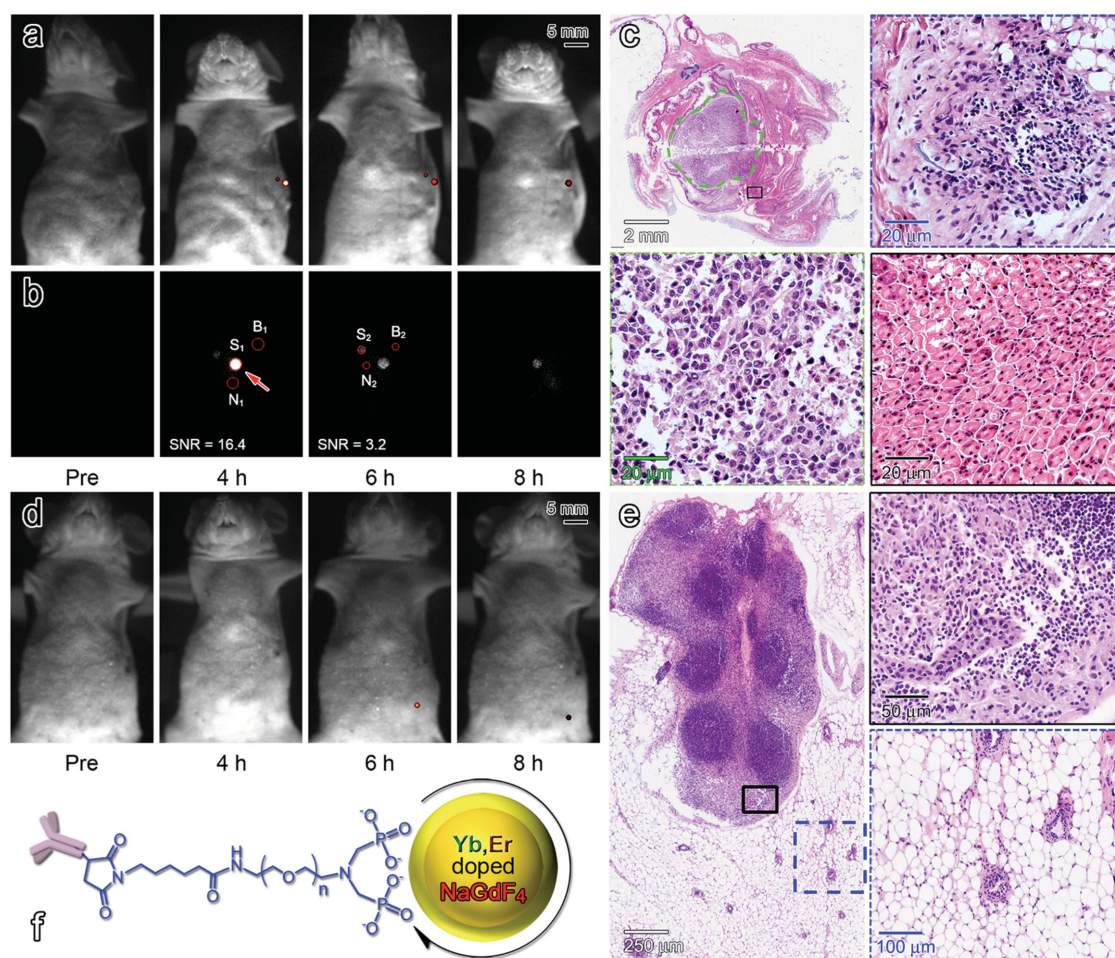 a
5 mm
b
S₁
B₁
N₁
SNR = 16.4
S₂
B₂
N₂
SNR = 3.2
Pre
4 h
6 h
8 h
c
2 mm
20 μm
20 μm
20 μm
d
5 mm
Pre
4 h
6 h
8 h
e
250 μm
50 μm
100 μm
f
O
N
O
O
H
N
O
n
N
P
O
O⁻
O⁻
O⁻
P
O
O⁻
Yb,Er
doped
NaGdF₄